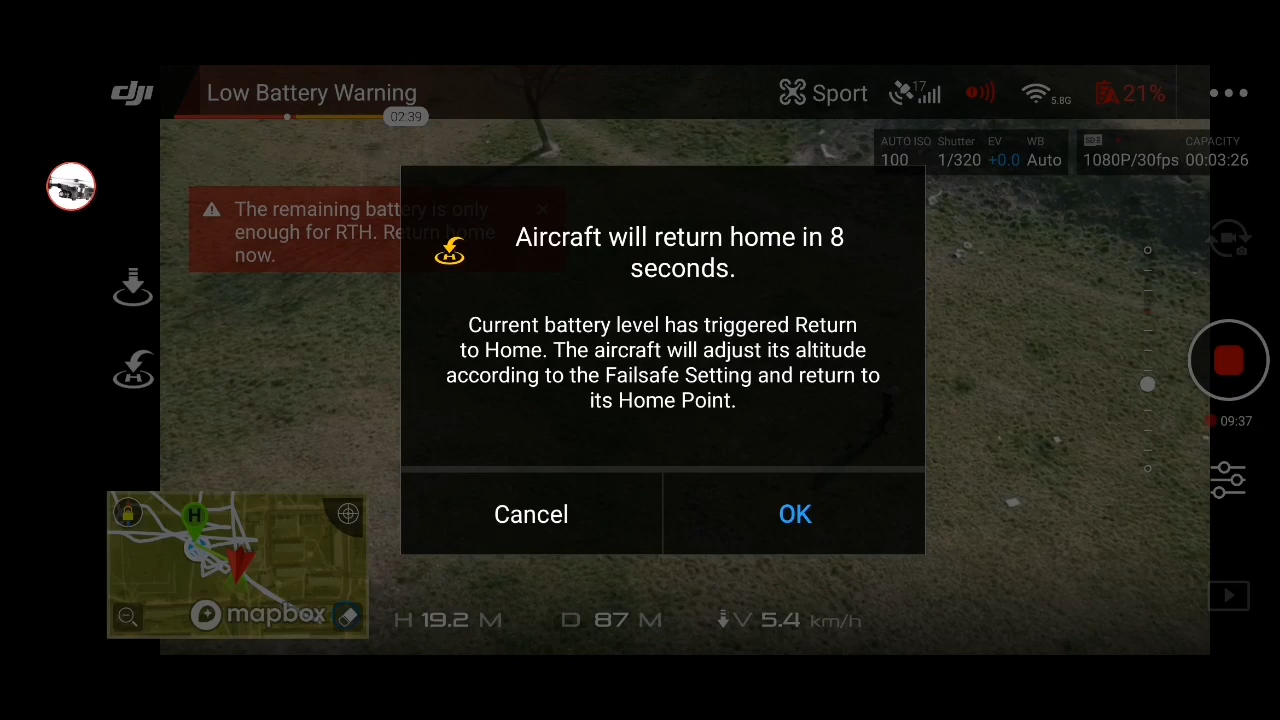 dji
Low Battery Warning
02:39
Sport
17
5.8G
21%
AUTO ISO Shutter EV WB
100 1/320 +0.0 Auto
CAPACITY
1080P/30fps 00:03:26
The remaining battery is only
enough for RTH. Return home
now.
Aircraft will return home in 8
seconds.
Current battery level has triggered Return
to Home. The aircraft will adjust its altitude
according to the Failsafe Setting and return to
its Home Point.
Cancel OK
09:37
H
mapbox
H 19.2 M D 87 M V 5.4 km/h